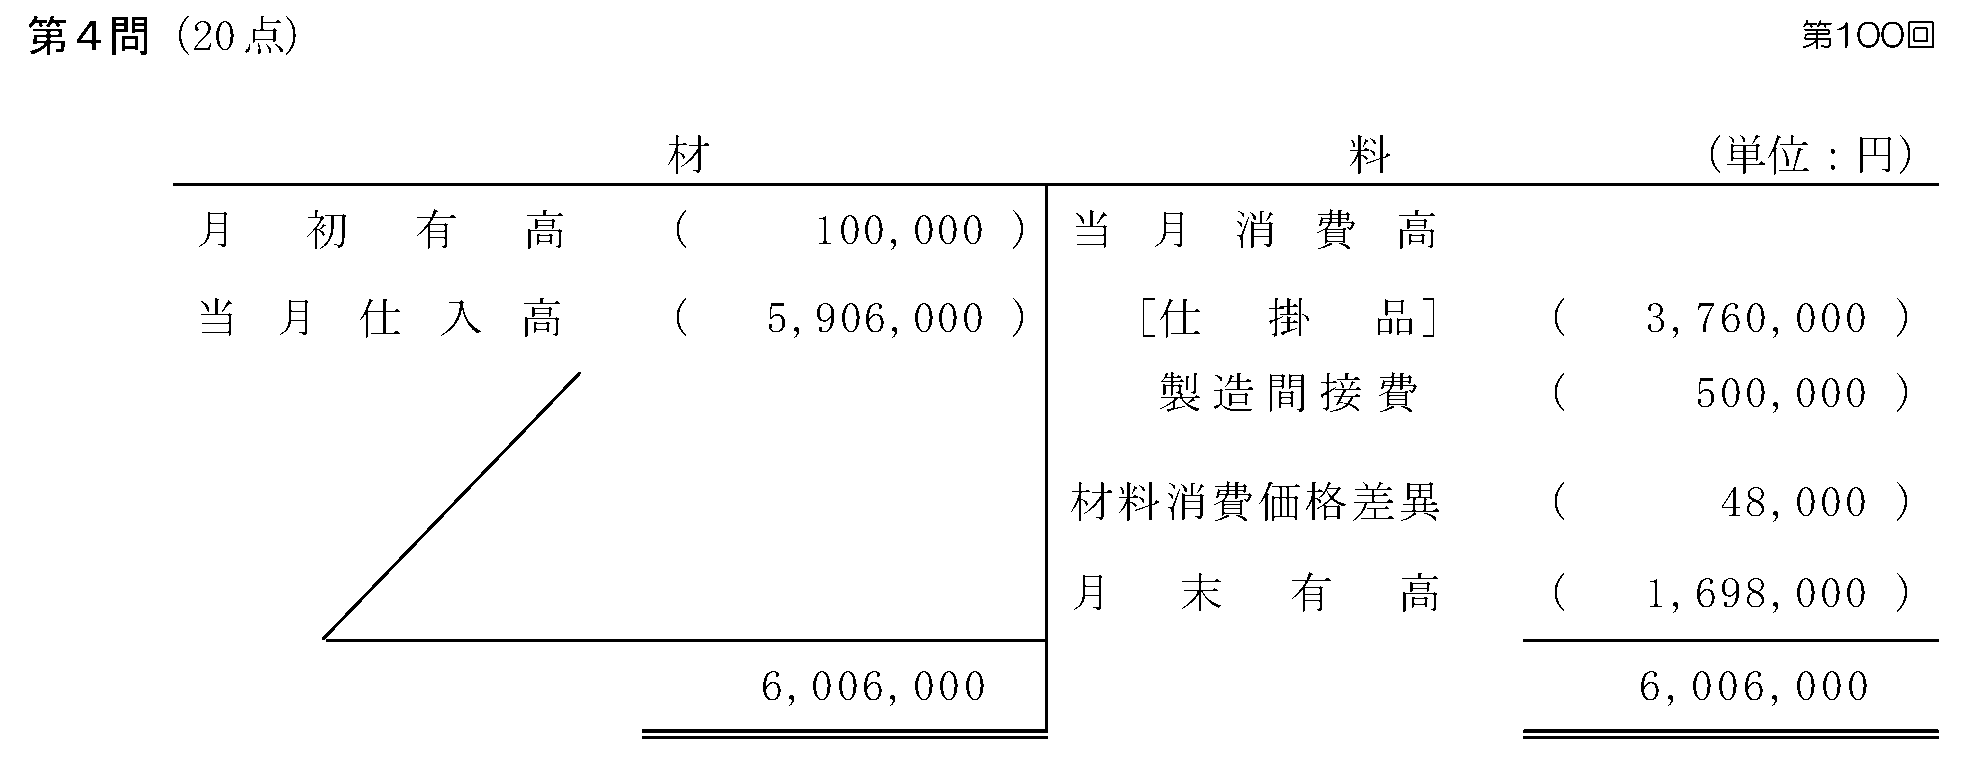 第4問 (20点) 第100回
材 料 (単位:円)
月初有高 ( 100,000 ) 当月消費高
当月仕入高 ( 5,906,000 ) [仕掛品] ( 3,760,000 )
製造間接費 ( 500,000 )
材料消費価格差異 ( 48,000 )
月末有高 ( 1,698,000 )
6,006,000 6,006,000